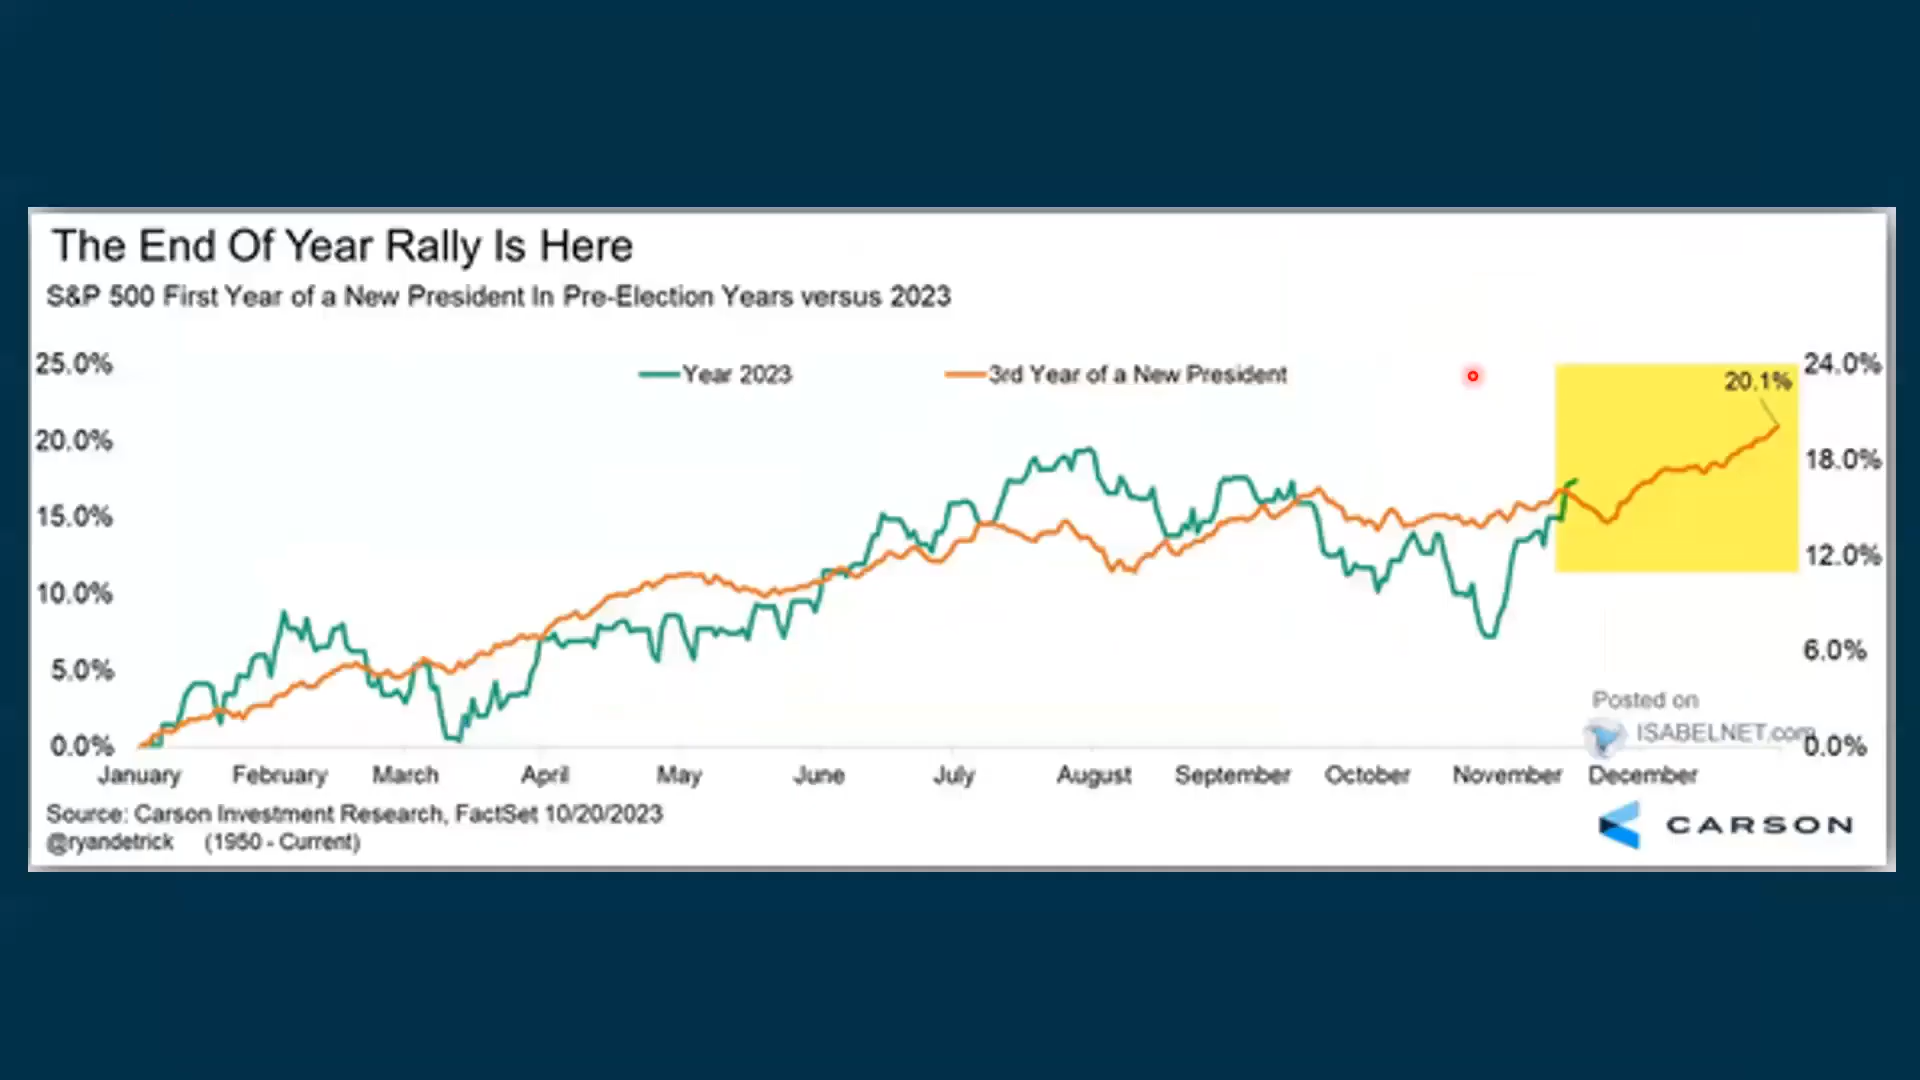 The End Of Year Rally Is Here
S&P 500 First Year of a New President In Pre-Election Years versus 2023
Year 2023
3rd Year of a New President
25.0%
20.0%
15.0%
10.0%
5.0%
0.0%
20.1%
24.0%
18.0%
12.0%
6.0%
0.0%
January February March April May June July August September October November December
Posted on
ISABELNET.com
Source: Carson Investment Research, FactSet 10/20/2023
@ryandetrick (1950 - Current)
CARSON